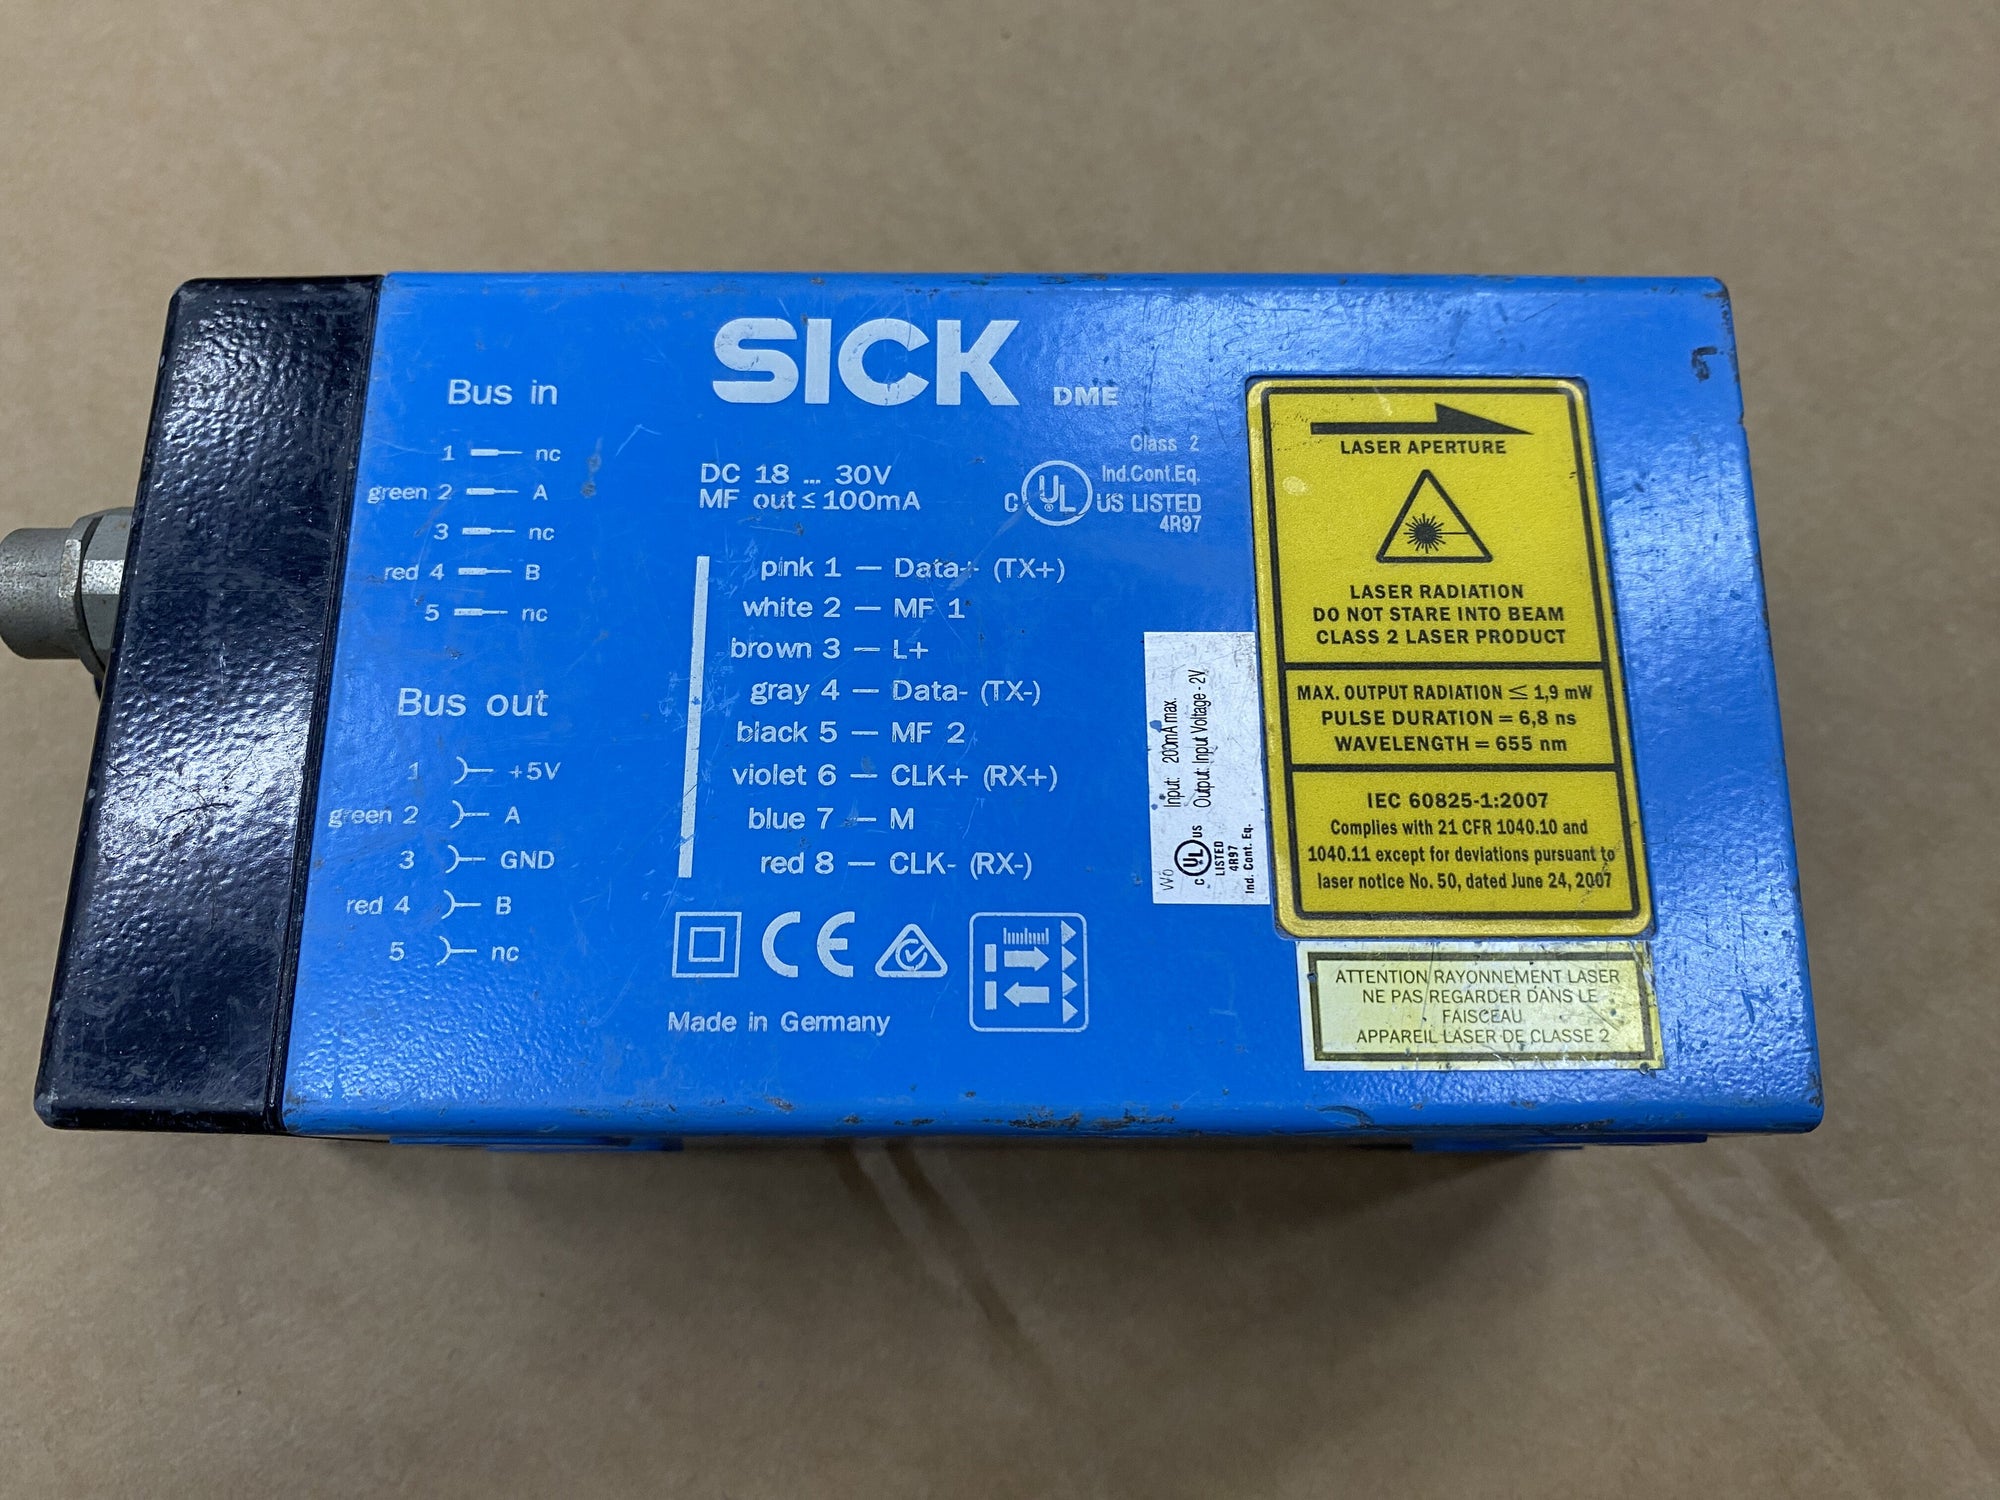 SICK DME
Bus in
1 nc
green 2 A
3 nc
red 4 B
5 nc
Bus out
1 +5V
green 2 A
3 GND
red 4 B
5 nc
DC 18 ... 30V
MF out ≤ 100mA
Class 2
Ind.Cont.Eq.
C UL US LISTED
4R97
pink 1 — Data+ (TX+)
white 2 — MF 1
brown 3 — L+
gray 4 — Data- (TX-)
black 5 — MF 2
violet 6 — CLK+ (RX+)
blue 7 — M
red 8 — CLK- (RX-)
CE
Made in Germany
Input: 200mA max.
Output: Input Voltage - 2V
C UL US
LISTED
4R97
Ind. Cont. Eq.
LASER APERTURE
LASER RADIATION
DO NOT STARE INTO BEAM
CLASS 2 LASER PRODUCT
MAX. OUTPUT RADIATION ≤ 1,9 mW
PULSE DURATION = 6,8 ns
WAVELENGTH = 655 nm
IEC 60825-1:2007
Complies with 21 CFR 1040.10 and
1040.11 except for deviations pursuant to
laser notice No. 50, dated June 24, 2007
ATTENTION RAYONNEMENT LASER
NE PAS REGARDER DANS LE
FAISCEAU
APPAREIL LASER DE CLASSE 2